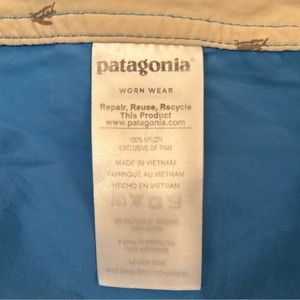 patagonia®
WORN WEAR
Repair, Reuse, Recycle
This Product
www.patagonia.com
100% NYLON
EXCLUSIVE OF TRIM
MADE IN VIETNAM
FABRIQUÉ AU VIETNAM
HECHO EN VIETNAM